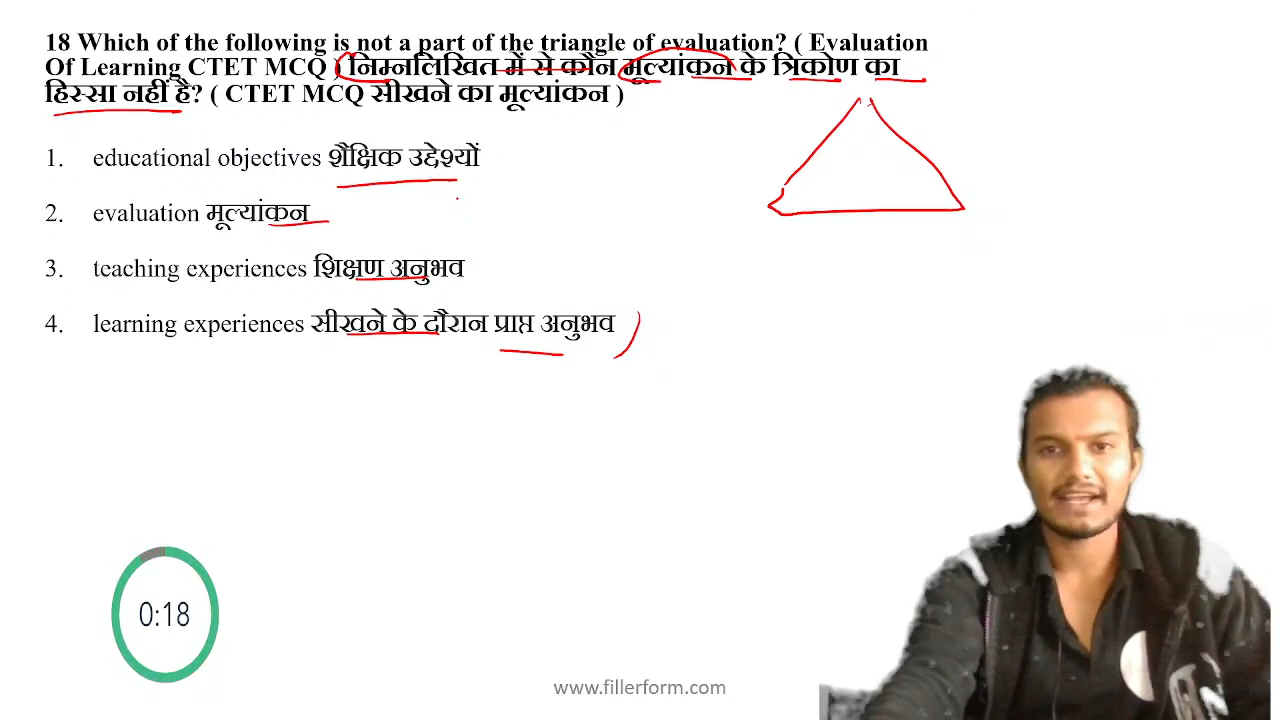 18 Which of the following is not a part of the triangle of evaluation? ( Evaluation
Of Learning CTET MCQ ) निम्नलिखित में से कौन मूल्यांकन के त्रिकोण का
हिस्सा नहीं है? ( CTET MCQ सीखने का मूल्यांकन )
1. educational objectives शैक्षिक उद्देश्यों
2. evaluation मूल्यांकन
3. teaching experiences शिक्षण अनुभव
4. learning experiences सीखने के दौरान प्राप्त अनुभव
0:18
www.fillerform.com